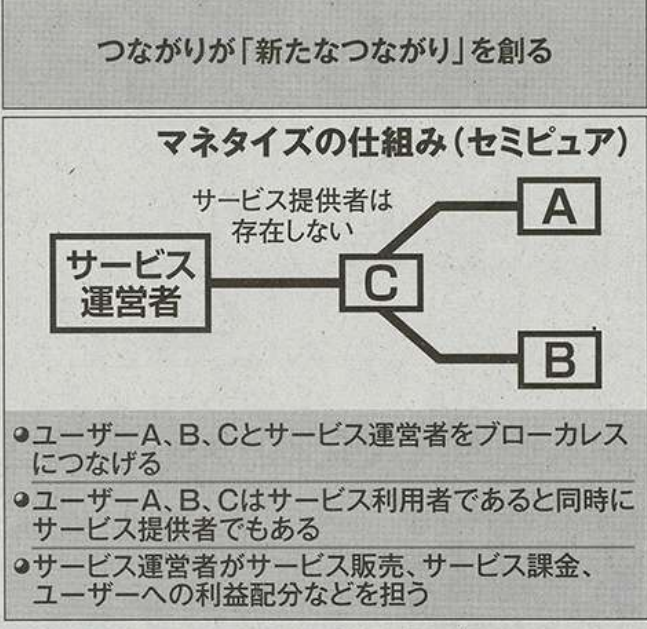 つながりが「新たなつながり」を創る
マネタイズの仕組み(セミピュア)
サービス提供者は
存在しない
サービス
運営者
C
A
B
ユーザーA、B、Cとサービス運営者をブローカレス
につなげる
ユーザーA、B、Cはサービス利用者であると同時に
サービス提供者でもある
サービス運営者がサービス販売、サービス課金、
ユーザーへの利益配分などを担う